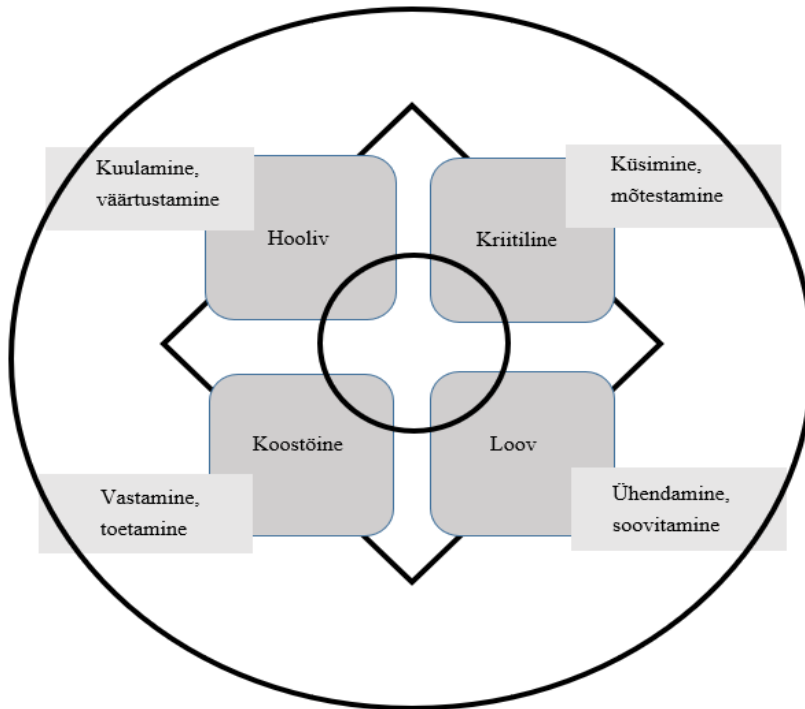 Kuulamine,
väärtustamine
Küsimine,
mõtestamine
Hooliv
Kriitiline
Koostöine
Loov
Vastamine,
toetamine
Ühendamine,
soovitamine